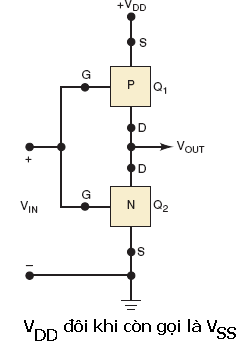 +VDD
S
G
P
Q1
D
+
VOUT
D
G
VIN
N
Q2
S
–
VDD đôi khi còn gọi là VSS